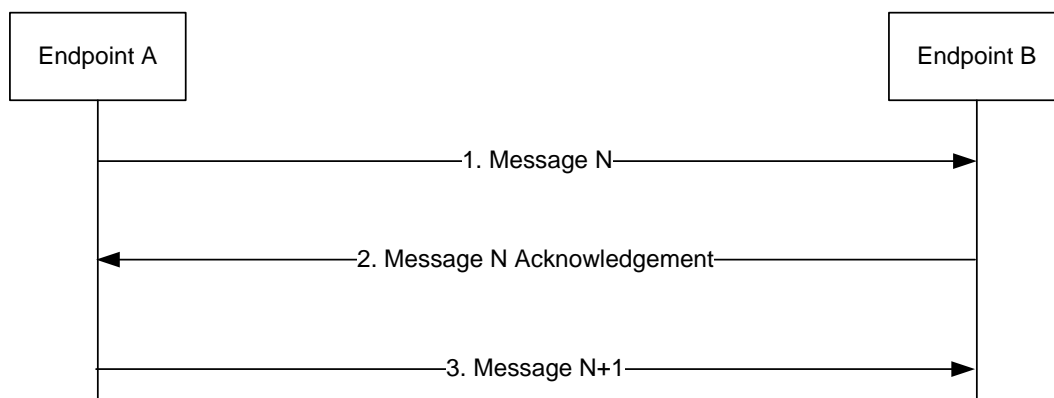 Endpoint A
Endpoint B
1. Message N
2. Message N Acknowledgement
3. Message N+1